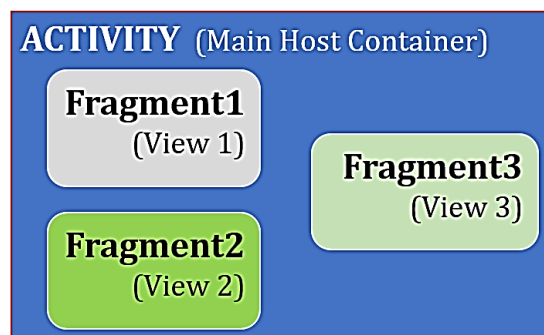 ACTIVITY (Main Host Container)
Fragment1
(View 1)
Fragment2
(View 2)
Fragment3
(View 3)